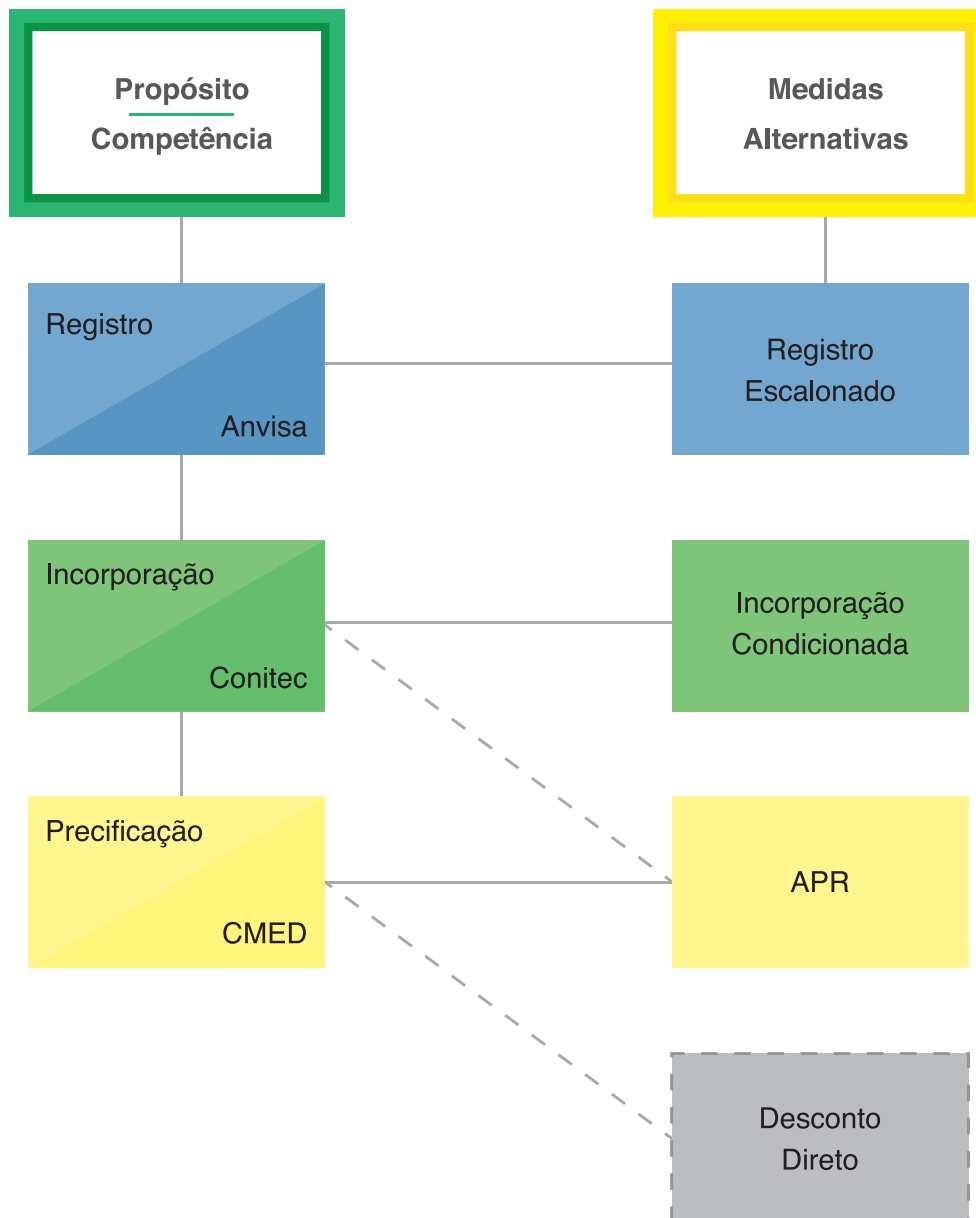 Propósito
Competência
Medidas
Alternativas
Registro
Anvisa
Registro
Escalonado
Incorporação
Conitec
Incorporação
Condicionada
Precificação
CMED
APR
Desconto
Direto